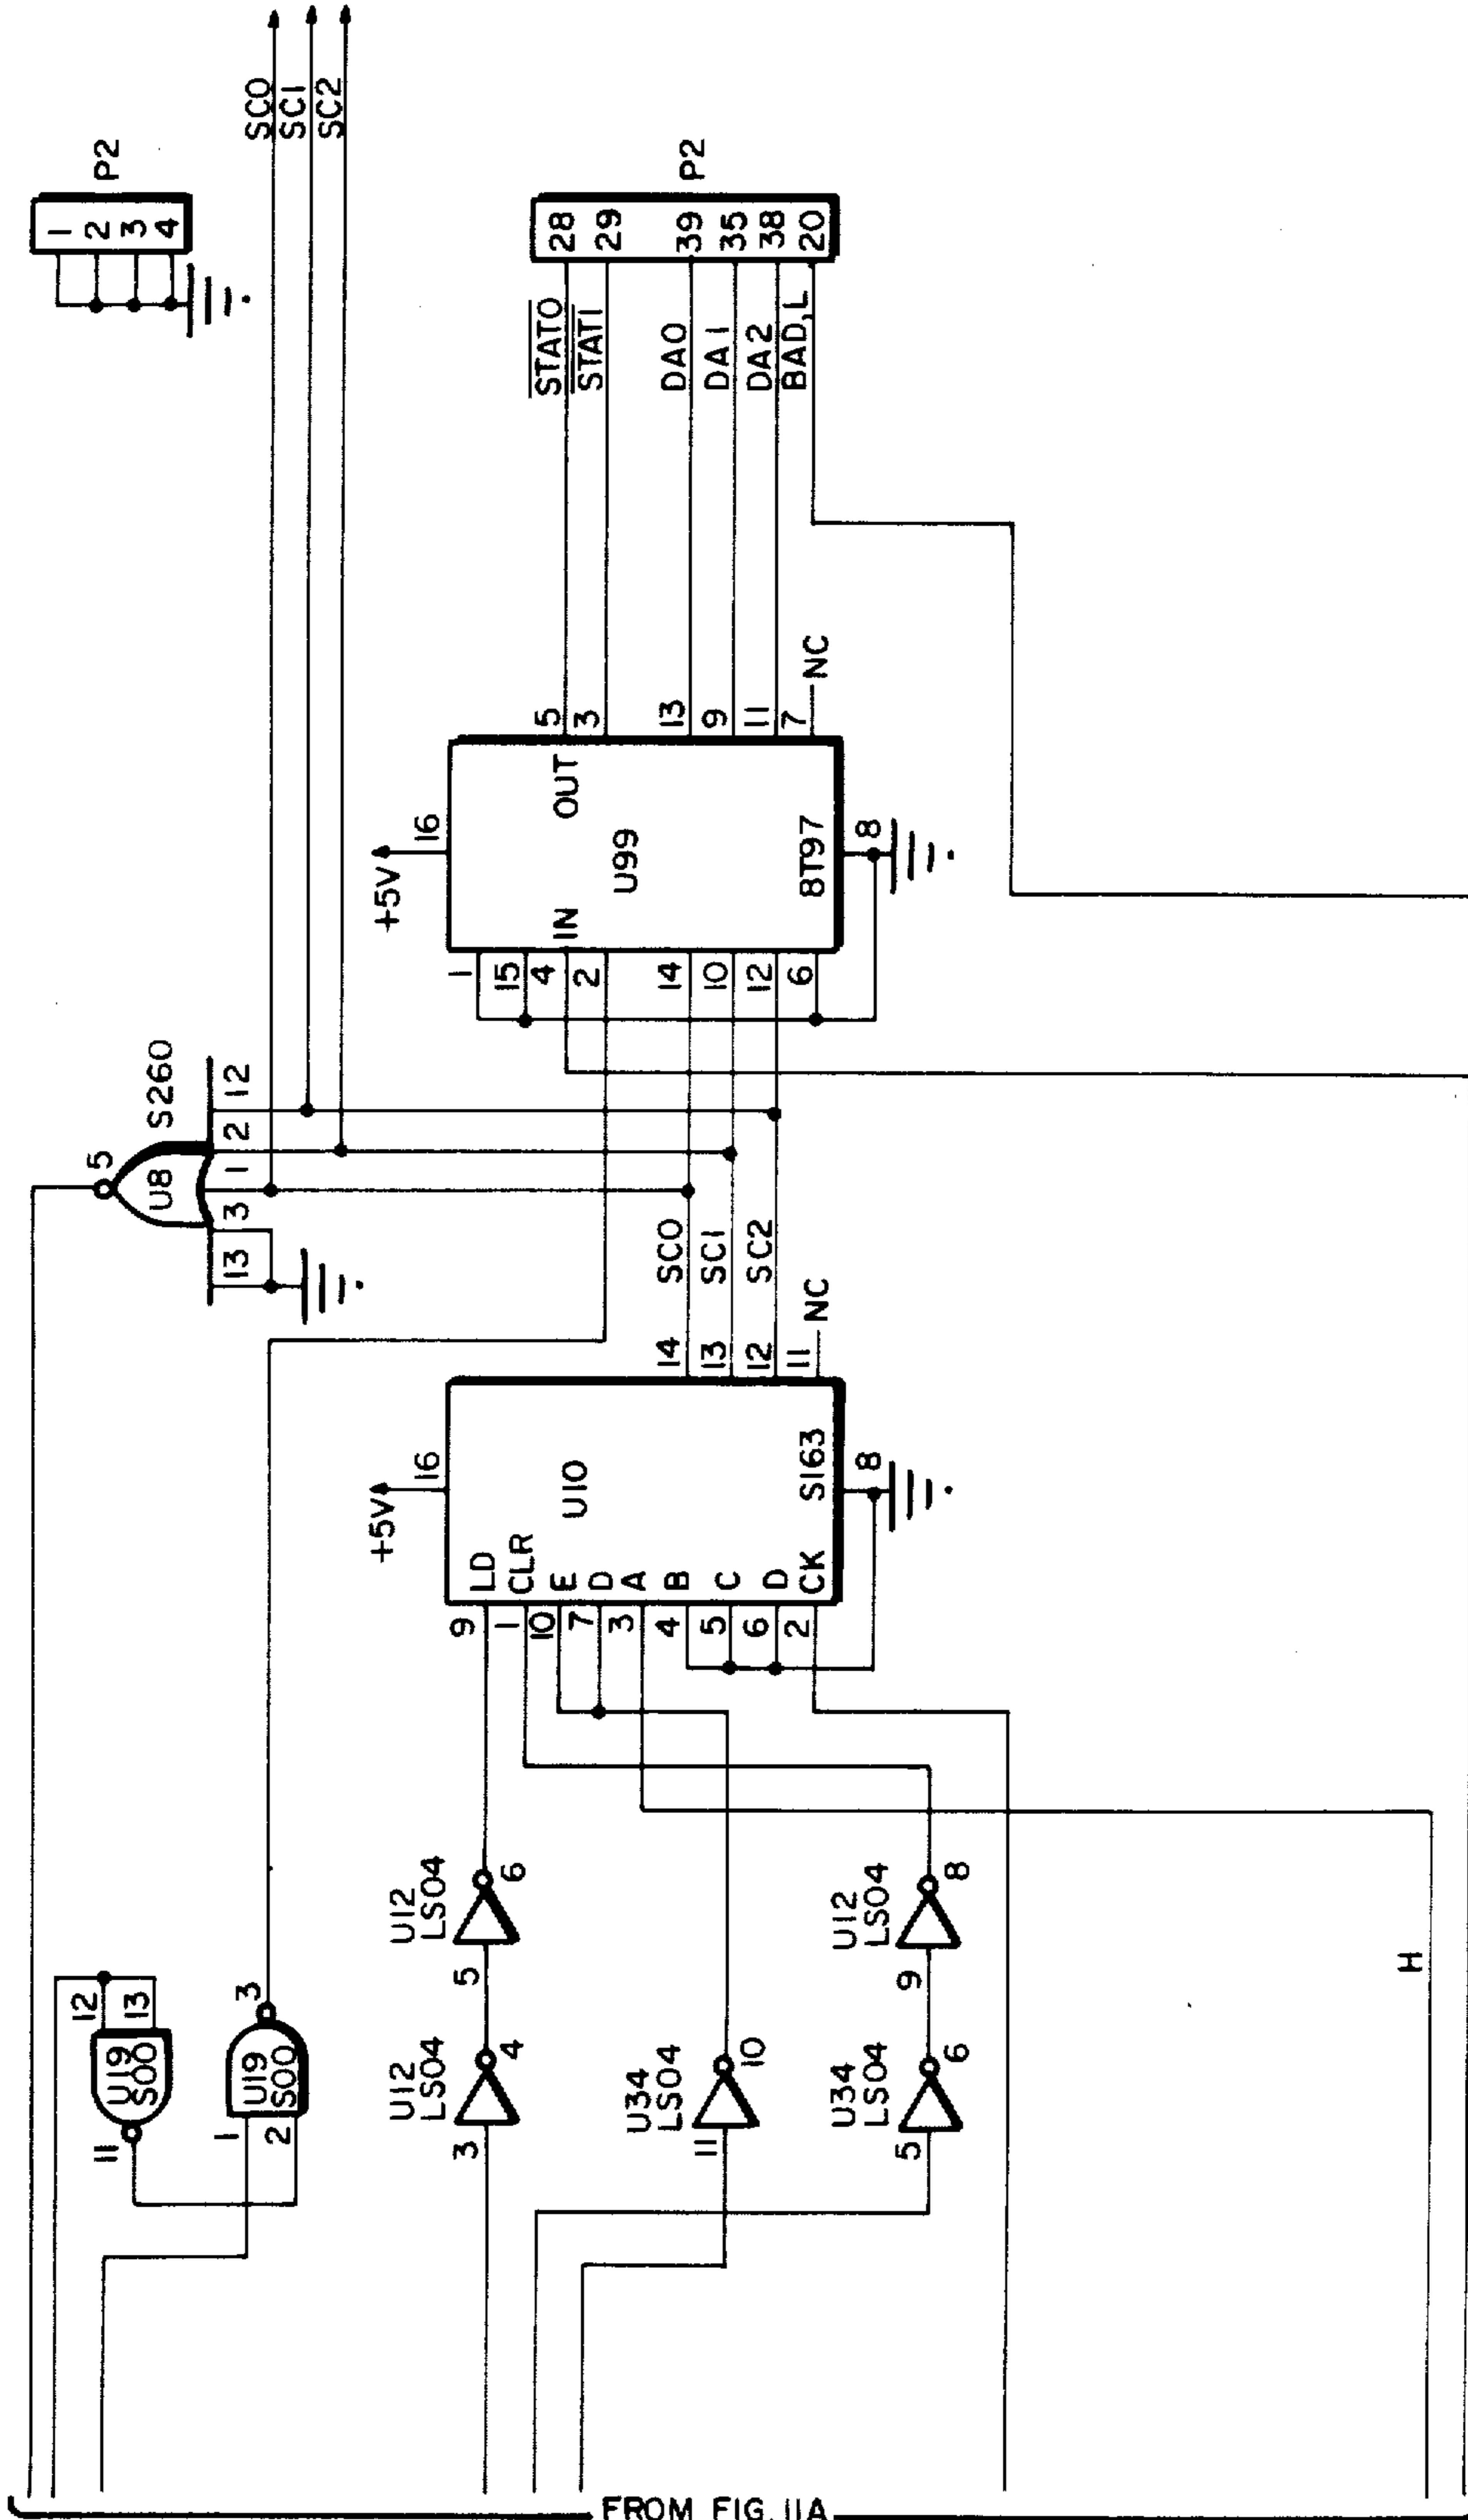 1
2
3
4
P2
SC0
SC1
SC2
28
29
39
35
38
20
P2
STAT0
STAT1
DA0
DA1
DA2
BAD,L
5
3
13
9
11
7
NC
+5V
16
OUT
IN
U99
8T97
8
1
15
4
2
14
10
12
6
5
U8
S260
13
3
1
2
12
SC0
SC1
SC2
14
13
12
11
NC
+5V
16
U10
S163
8
LD
CLR
E
D
A
B
C
D
CK
9
1
10
7
3
4
5
6
2
12
13
U19
S00
11
1
2
U19
S00
3
U12
LS04
3
4
U12
LS04
5
6
U34
LS04
11
10
U34
LS04
5
6
U12
LS04
9
8
H
FROM FIG. 11A